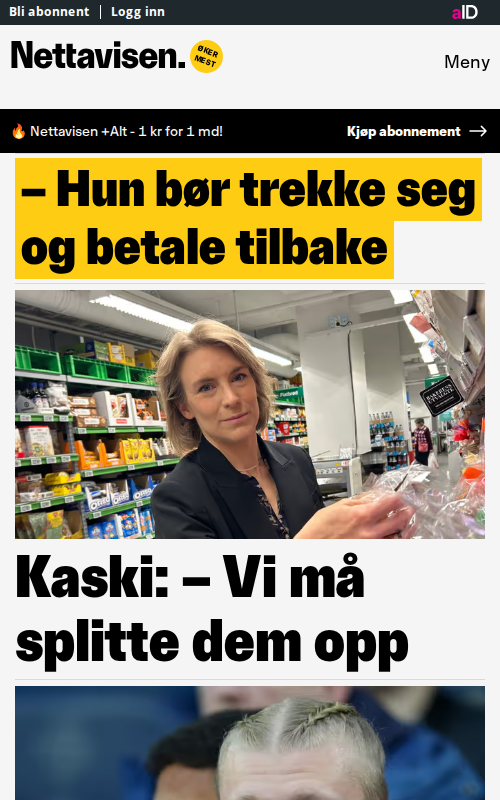 Bli abonnent
Logg inn
aID
Nettavisen.
ØKER
MEST
Meny
🔥 Nettavisen +Alt - 1 kr for 1 md!
Kjøp abonnement →
– Hun bør trekke seg
og betale tilbake
Kaski: – Vi må
splitte dem opp